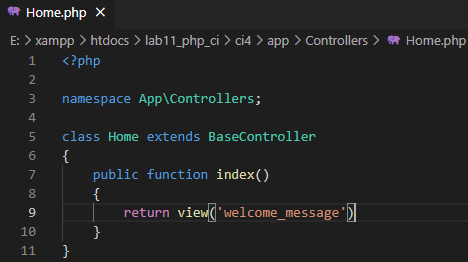 Home.php ×
E: > xampp > htdocs > lab11_php_ci > ci4 > app > Controllers > Home.php
1 <?php
2
3 namespace App\Controllers;
4
5 class Home extends BaseController
6 {
7 public function index()
8 {
9 return view('welcome_message')
10 }
11 }